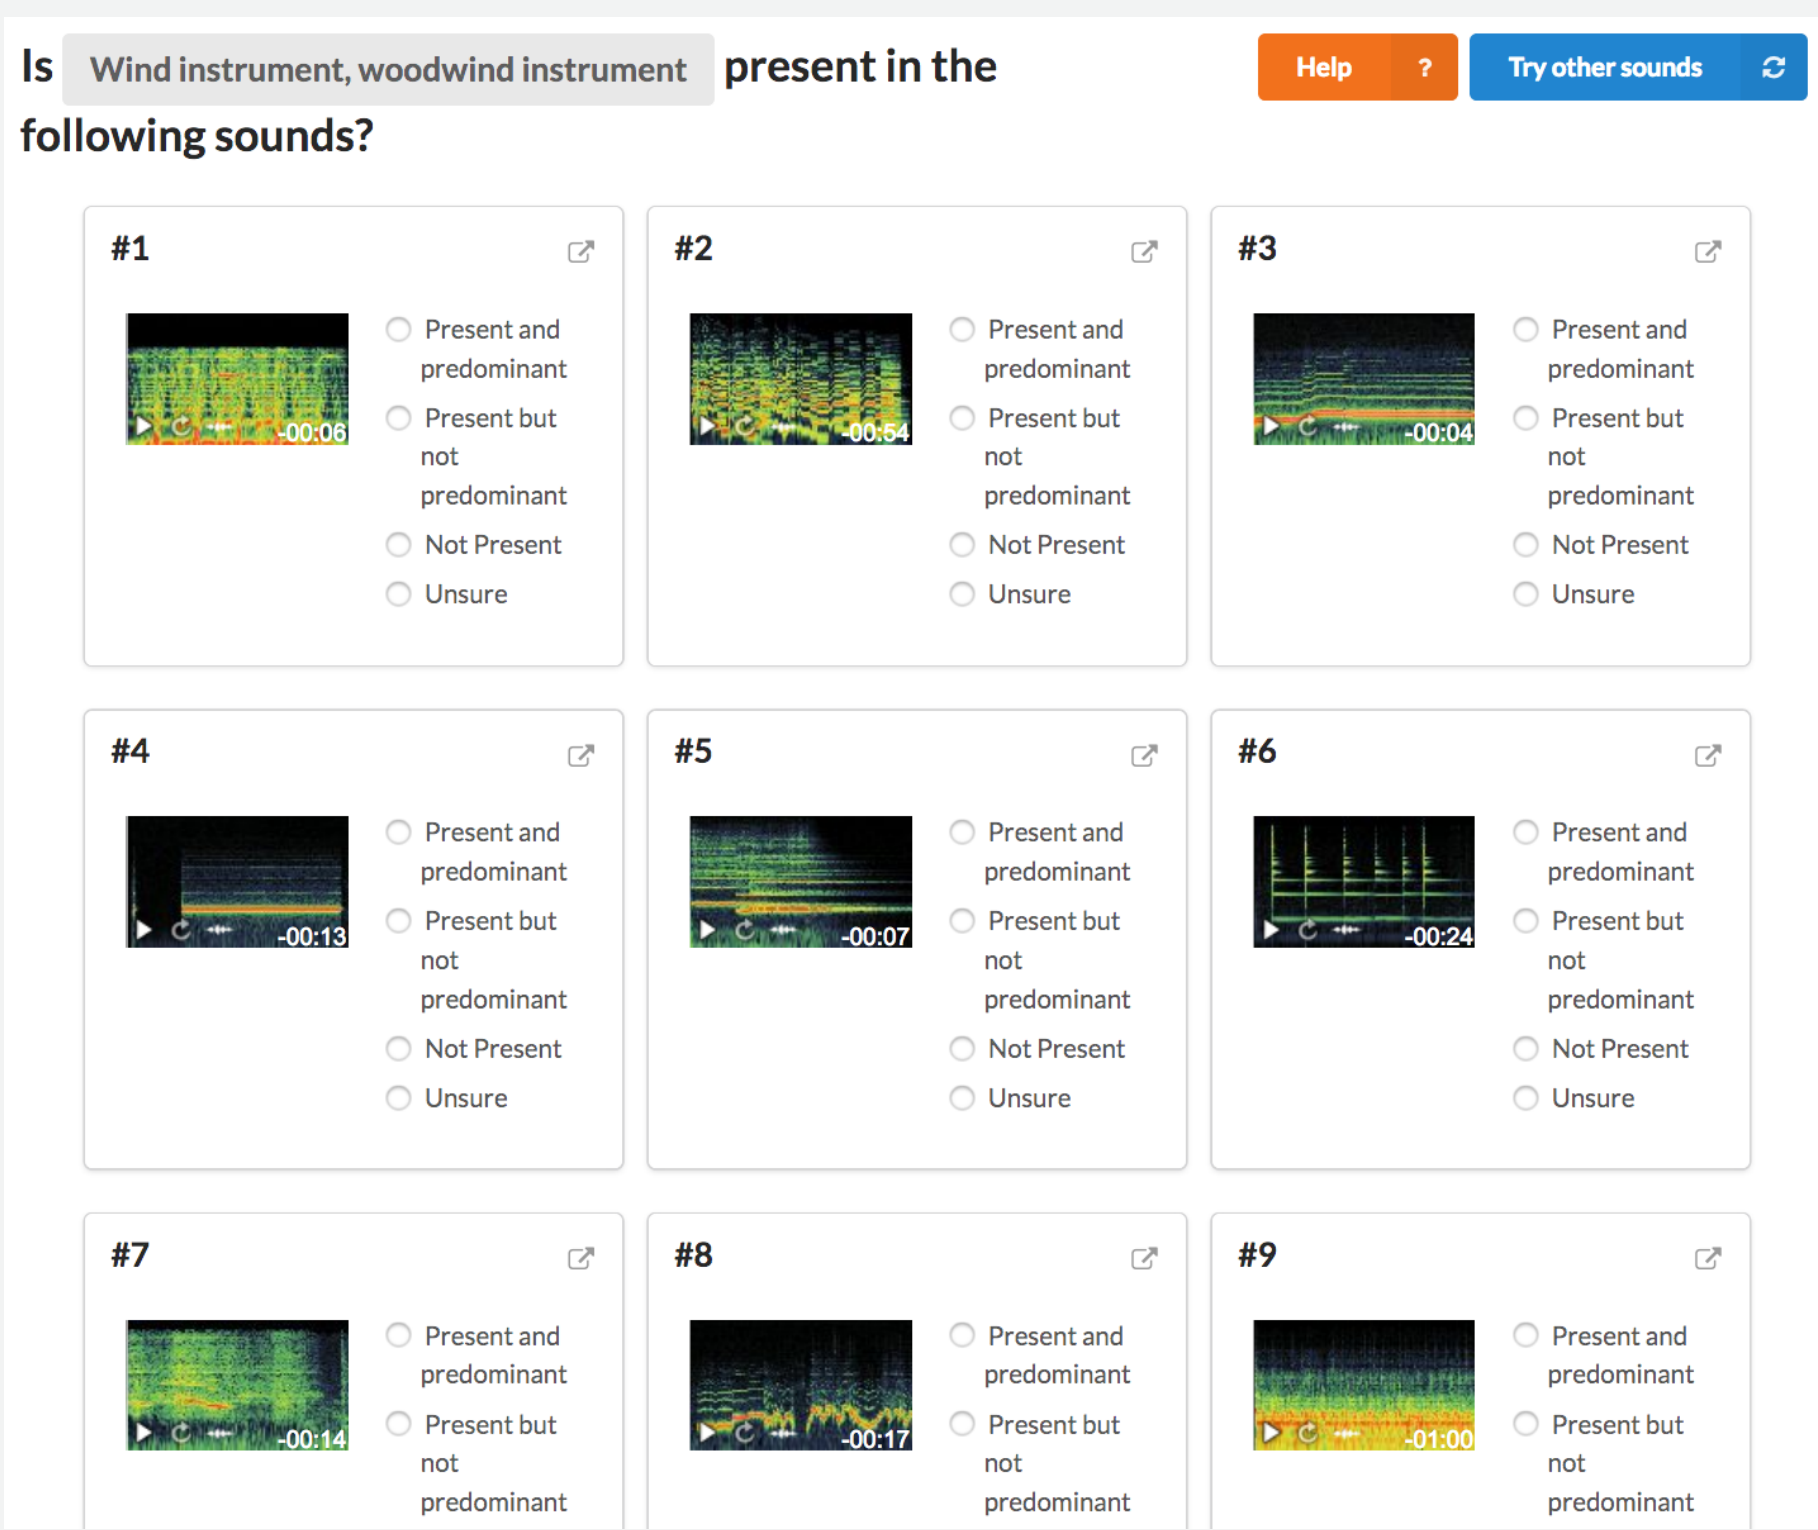 Is Wind instrument, woodwind instrument present in the
following sounds?
Help ?
Try other sounds
#1
-00:06
Present and
predominant
Present but
not
predominant
Not Present
Unsure
#2
-00:54
Present and
predominant
Present but
not
predominant
Not Present
Unsure
#3
-00:04
Present and
predominant
Present but
not
predominant
Not Present
Unsure
#4
-00:13
Present and
predominant
Present but
not
predominant
Not Present
Unsure
#5
-00:07
Present and
predominant
Present but
not
predominant
Not Present
Unsure
#6
-00:24
Present and
predominant
Present but
not
predominant
Not Present
Unsure
#7
-00:14
Present and
predominant
Present but
not
predominant
#8
-00:17
Present and
predominant
Present but
not
predominant
#9
-01:00
Present and
predominant
Present but
not
predominant